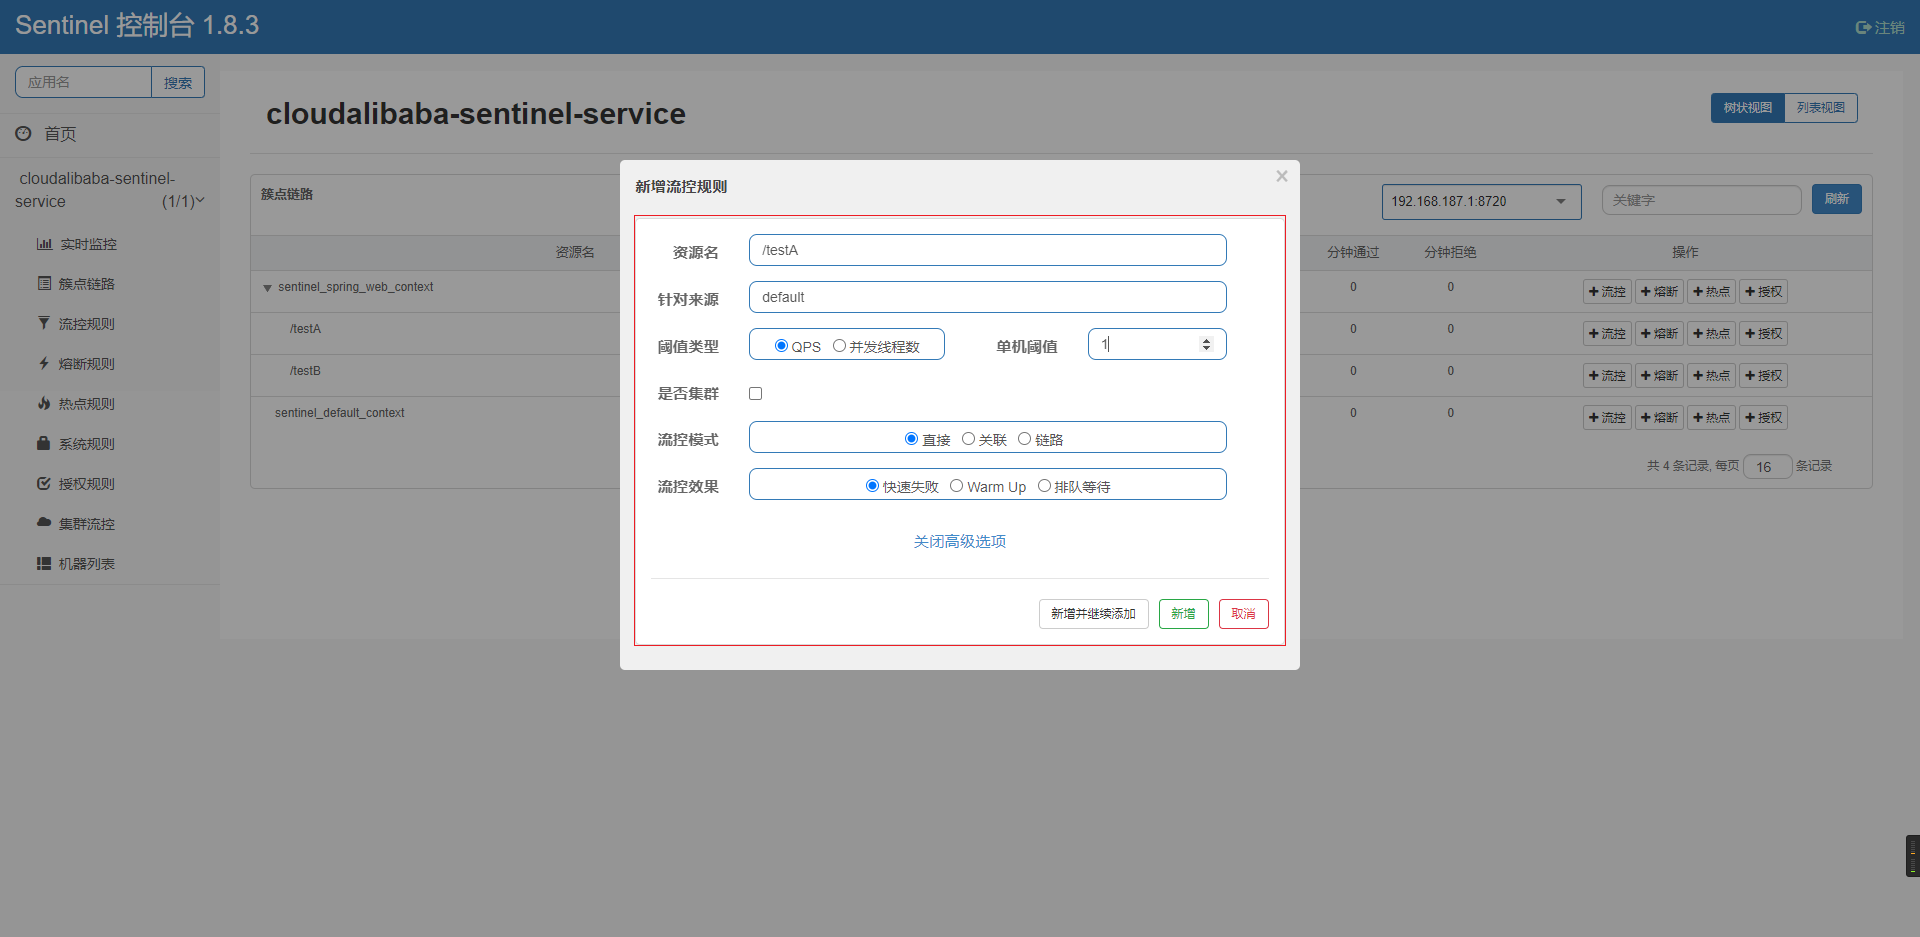 Sentinel 控制台 1.8.3
注销
应用名 搜索
首页
cloudalibaba-sentinel-
service (1/1)
实时监控
簇点链路
流控规则
熔断规则
热点规则
系统规则
授权规则
集群流控
机器列表
cloudalibaba-sentinel-service
树状视图 列表视图
簇点链路
192.168.187.1:8720 关键字 刷新
资源名 分钟通过 分钟拒绝 操作
sentinel_spring_web_context 0 0 流控 熔断 热点 授权
/testA 0 0 流控 熔断 热点 授权
/testB 0 0 流控 熔断 热点 授权
sentinel_default_context 0 0 流控 熔断 热点 授权
共 4 条记录, 每页 16 条记录
新增流控规则 ×
资源名 /testA
针对来源 default
阈值类型 QPS 并发线程数 单机阈值 1
是否集群
流控模式 直接 关联 链路
流控效果 快速失败 Warm Up 排队等待
关闭高级选项
新增并继续添加 新增 取消